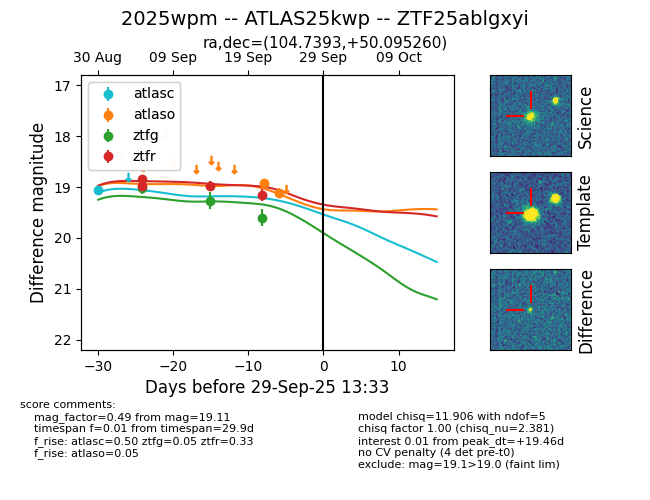 2025wpm -- ATLAS25kwp -- ZTF25ablgxyi
ra,dec=(104.7393,+50.095260)
30 Aug 09 Sep 19 Sep 29 Sep 09 Oct
17
18
19
20
21
22
Difference magnitude
atlasc
atlaso
ztfg
ztfr
−30 −20 −10 0 10
Days before 29-Sep-25 13:33
Science
Template
Difference
score comments:
mag_factor=0.49 from mag=19.11
timespan f=0.01 from timespan=29.9d
f_rise: atlasc=0.50 ztfg=0.05 ztfr=0.33
f_rise: atlaso=0.05
model chisq=11.906 with ndof=5
chisq factor 1.00 (chisq_nu=2.381)
interest 0.01 from peak_dt=+19.46d
no CV penalty (4 det pre-t0)
exclude: mag=19.1>19.0 (faint lim)